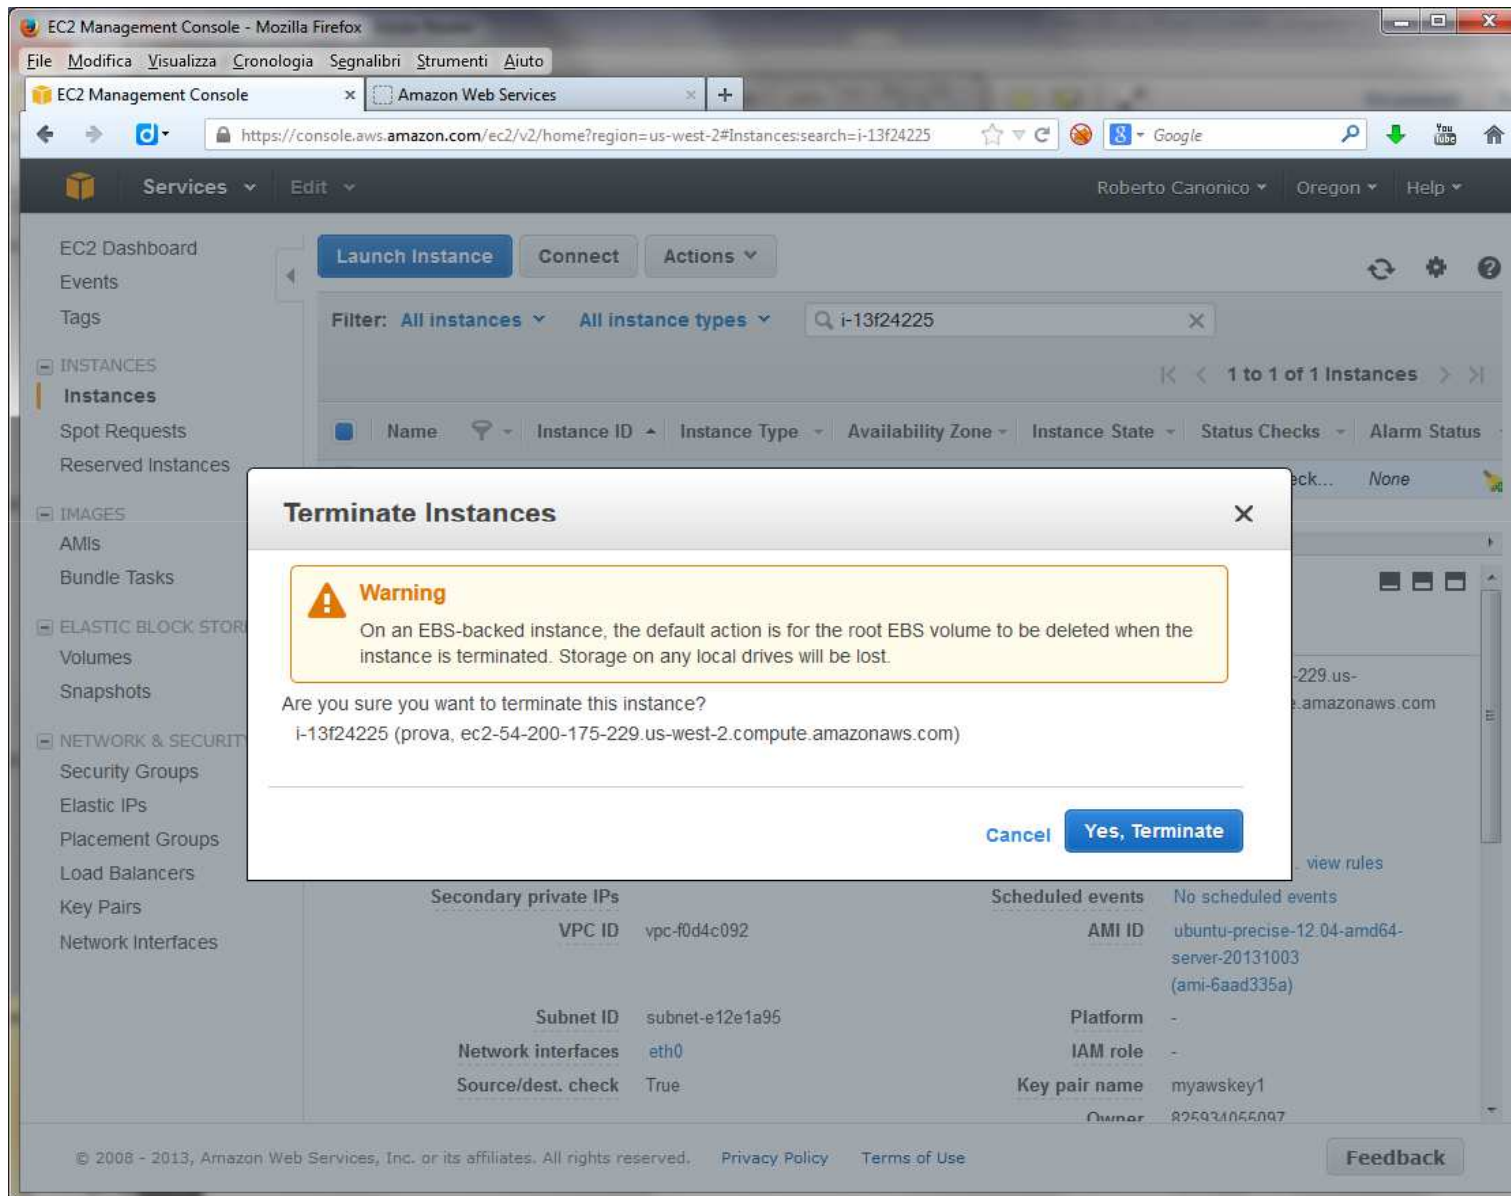 EC2 Management Console - Mozilla Firefox
File Modifica Visualizza Cronologia Segnalibri Strumenti Aiuto
EC2 Management Console
Amazon Web Services
https://console.aws.amazon.com/ec2/v2/home?region=us-west-2#Instances:search=i-13f24225
Google
You Tube
Services Edit
Roberto Canonico Oregon Help
EC2 Dashboard
Events
Tags
INSTANCES
Instances
Spot Requests
Reserved Instances
IMAGES
AMIs
Bundle Tasks
ELASTIC BLOCK STOR
Volumes
Snapshots
NETWORK & SECURIT
Security Groups
Elastic IPs
Placement Groups
Load Balancers
Key Pairs
Network Interfaces
Launch Instance Connect Actions
Filter: All instances All instance types i-13f24225
1 to 1 of 1 Instances
Name Instance ID Instance Type Availability Zone Instance State Status Checks Alarm Status
eck... None
Terminate Instances
Warning
On an EBS-backed instance, the default action is for the root EBS volume to be deleted when the
instance is terminated. Storage on any local drives will be lost.
Are you sure you want to terminate this instance?
i-13f24225 (prova, ec2-54-200-175-229.us-west-2.compute.amazonaws.com)
Cancel Yes, Terminate
-229.us-
.amazonaws.com
view rules
Secondary private IPs
Scheduled events No scheduled events
VPC ID vpc-f0d4c092
AMI ID ubuntu-precise-12.04-amd64-
server-20131003
(ami-6aad335a)
Subnet ID subnet-e12e1a95
Platform -
Network interfaces eth0
IAM role -
Source/dest. check True
Key pair name myawskey1
Owner 825934055097
© 2008 - 2013, Amazon Web Services, Inc. or its affiliates. All rights reserved. Privacy Policy Terms of Use
Feedback